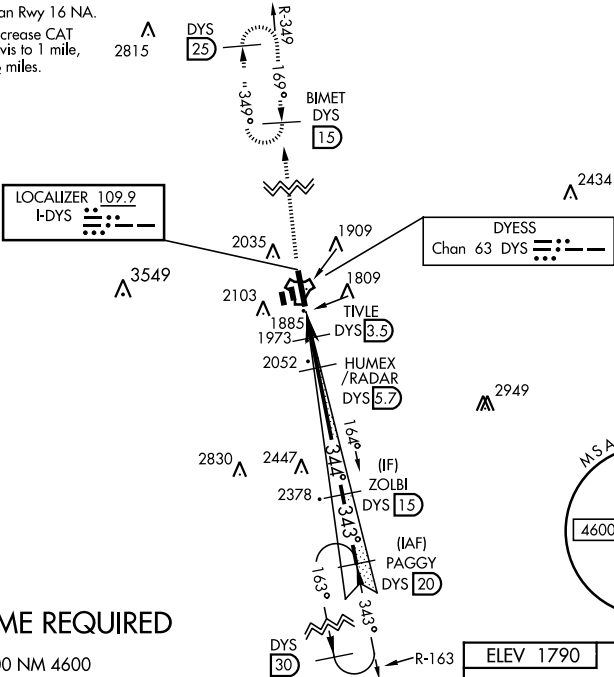 an Rwy 16 NA.
crease CAT
vis to 1 mile,
miles.
2815
DYS
25
R-349
349°
169°
BIMET
DYS
15
LOCALIZER 109.9
I-DYS
2434
DYESS
Chan 63 DYS
2035
1909
3549
2103
1809
1885
1973
TIVLE
DYS 3.5
2052
HUMEX
/RADAR
DYS 5.7
2949
164°
344°
2830
2447
2378
(IF)
ZOLBI
DYS 15
MSA
4600
343°
(IAF)
PAGGY
DYS 20
163°
343°
ME REQUIRED
00 NM 4600
DYS
30
R-163
ELEV 1790